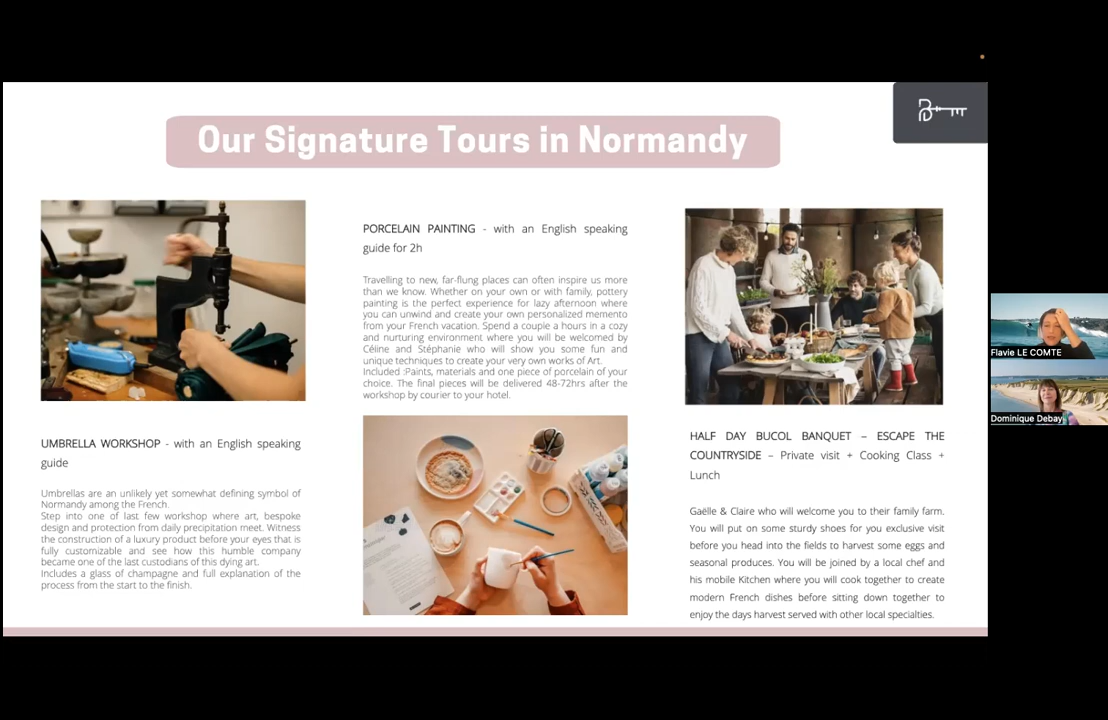 Our Signature Tours in Normandy
UMBRELLA WORKSHOP - with an English speaking
guide
Umbrellas are an unlikely yet somewhat defining symbol of
Normandy among the French.
Step into one of last few workshop where art, bespoke
design and protection from daily precipitation meet. Witness
the construction of a luxury product before your eyes that is
fully customizable and see how this humble company
became one of the last custodians of this dying art.
Includes a glass of champagne and full explanation of the
process from the start to the finish.
PORCELAIN PAINTING - with an English speaking
guide for 2h
Travelling to new, far-flung places can often inspire us more
than we know. Whether on your own or with family, pottery
painting is the perfect experience for lazy afternoon where
you can unwind and create your own personalized memento
from your French vacation. Spend a couple a hours in a cozy
and nurturing environment where you will be welcomed by
Céline and Stéphanie who will show you some fun and
unique techniques to create your very own works of Art.
Included :Paints, materials and one piece of porcelain of your
choice. The final pieces will be delivered 48-72hrs after the
workshop by courier to your hotel.
HALF DAY BUCOL BANQUET – ESCAPE THE
COUNTRYSIDE – Private visit + Cooking Class +
Lunch
Gaëlle & Claire who will welcome you to their family farm.
You will put on some sturdy shoes for you exclusive visit
before you head into the fields to harvest some eggs and
seasonal produces. You will be joined by a local chef and
his mobile Kitchen where you will cook together to create
modern French dishes before sitting down together to
enjoy the days harvest served with other local specialties.
Flavie LE COMTE
Dominique Debay